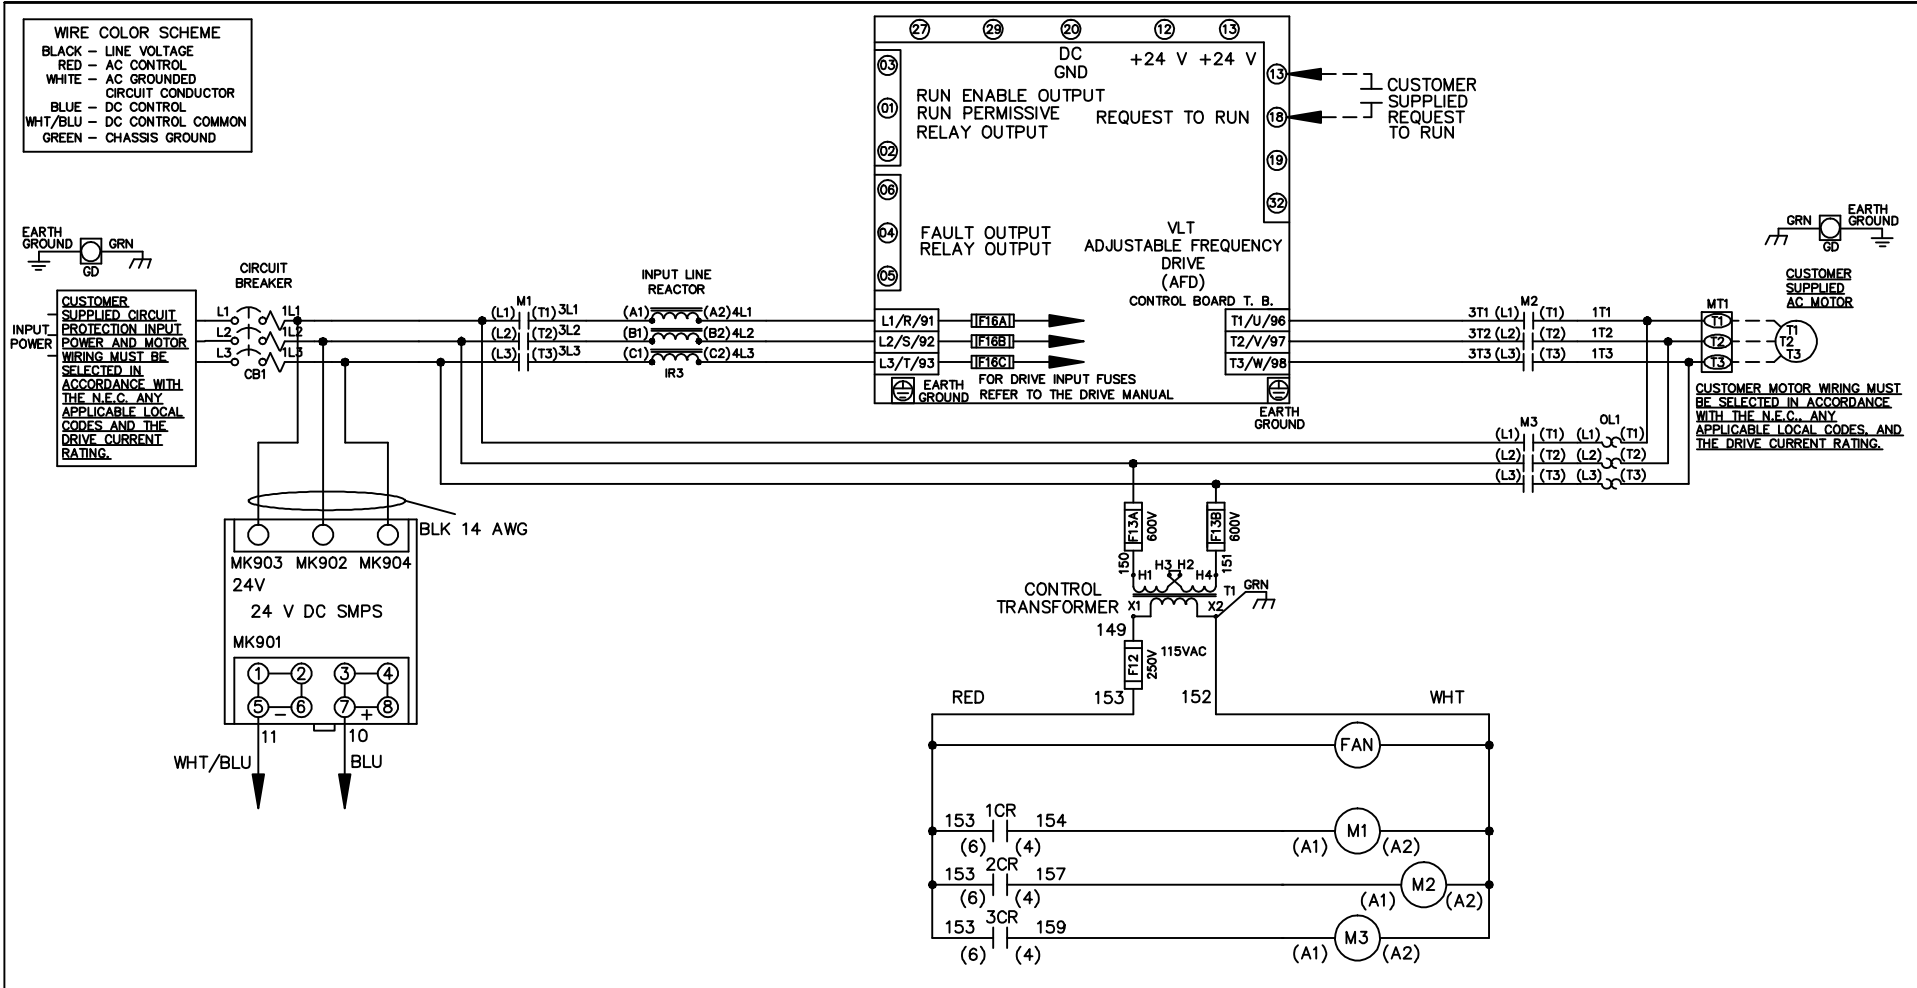 WIRE COLOR SCHEME
BLACK – LINE VOLTAGE
RED – AC CONTROL
WHITE – AC GROUNDED
CIRCUIT CONDUCTOR
BLUE – DC CONTROL
WHT/BLU – DC CONTROL COMMON
GREEN – CHASSIS GROUND
EARTH
GROUND
GRN
GD
CIRCUIT
BREAKER
INPUT
POWER
CUSTOMER
SUPPLIED CIRCUIT
PROTECTION INPUT
POWER AND MOTOR
WIRING MUST BE
SELECTED IN
ACCORDANCE WITH
THE N.E.C. ANY
APPLICABLE LOCAL
CODES AND THE
DRIVE CURRENT
RATING.
L1 1L1
L2 1L2
L3 1L3
CB1
M1
(L1) (T1) 3L1
(L2) (T2) 3L2
(L3) (T3) 3L3
INPUT LINE
REACTOR
(A1) (A2) 4L1
(B1) (B2) 4L2
(C1) (C2) 4L3
IR3
27 29 20 12 13
DC
GND
+24 V +24 V
03
01
02
RUN ENABLE OUTPUT
RUN PERMISSIVE
RELAY OUTPUT
REQUEST TO RUN
13
18
19
32
CUSTOMER
SUPPLIED
REQUEST
TO RUN
06
04
05
FAULT OUTPUT
RELAY OUTPUT
VLT
ADJUSTABLE FREQUENCY
DRIVE
(AFD)
CONTROL BOARD T. B.
L1/R/91 F16A T1/U/96
L2/S/92 F16B T2/V/97
L3/T/93 F16C T3/W/98
EARTH
GROUND
FOR DRIVE INPUT FUSES
REFER TO THE DRIVE MANUAL
EARTH
GROUND
M2
3T1 (L1) (T1) 1T1
3T2 (L2) (T2) 1T2
3T3 (L3) (T3) 1T3
GRN
EARTH
GROUND
GD
CUSTOMER
SUPPLIED
AC MOTOR
MT1
T1 T1
T2 T2
T3 T3
CUSTOMER MOTOR WIRING MUST
BE SELECTED IN ACCORDANCE
WITH THE N.E.C., ANY
APPLICABLE LOCAL CODES, AND
THE DRIVE CURRENT RATING.
M3 OL1
(L1) (T1) (L1) (T1)
(L2) (T2) (L2) (T2)
(L3) (T3) (L3) (T3)
BLK 14 AWG
MK903 MK902 MK904
24V
24 V DC SMPS
MK901
1 2 3 4
5 – 6 7 + 8
11 10
WHT/BLU BLU
F13A 600V
F13B 600V
150 151
H1 H3 H2 H4
CONTROL
TRANSFORMER
X1 X2 T1 GRN
149
F12 250V
115VAC
RED 153 152 WHT
FAN
1CR
153 154 M1
(6) (4) (A1) (A2)
2CR
153 157 M2
(6) (4) (A1) (A2)
3CR
153 159 M3
(6) (4) (A1) (A2)